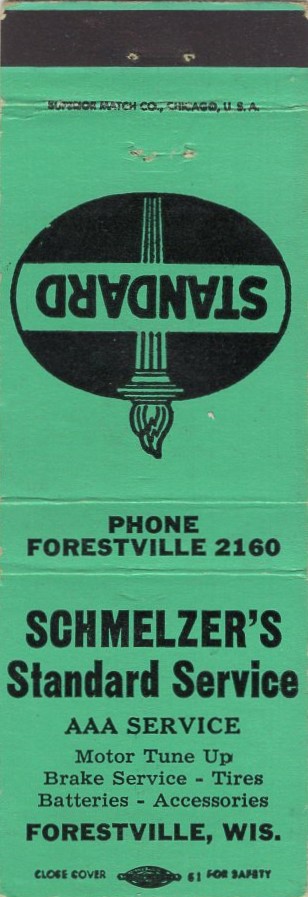 SUPERIOR MATCH CO., CHICAGO, U. S. A.
STANDARD
PHONE
FORESTVILLE 2160
SCHMELZER'S
Standard Service
AAA SERVICE
Motor Tune Up
Brake Service - Tires
Batteries - Accessories
FORESTVILLE, WIS.
CLOSE COVER 61 FOR SAFETY